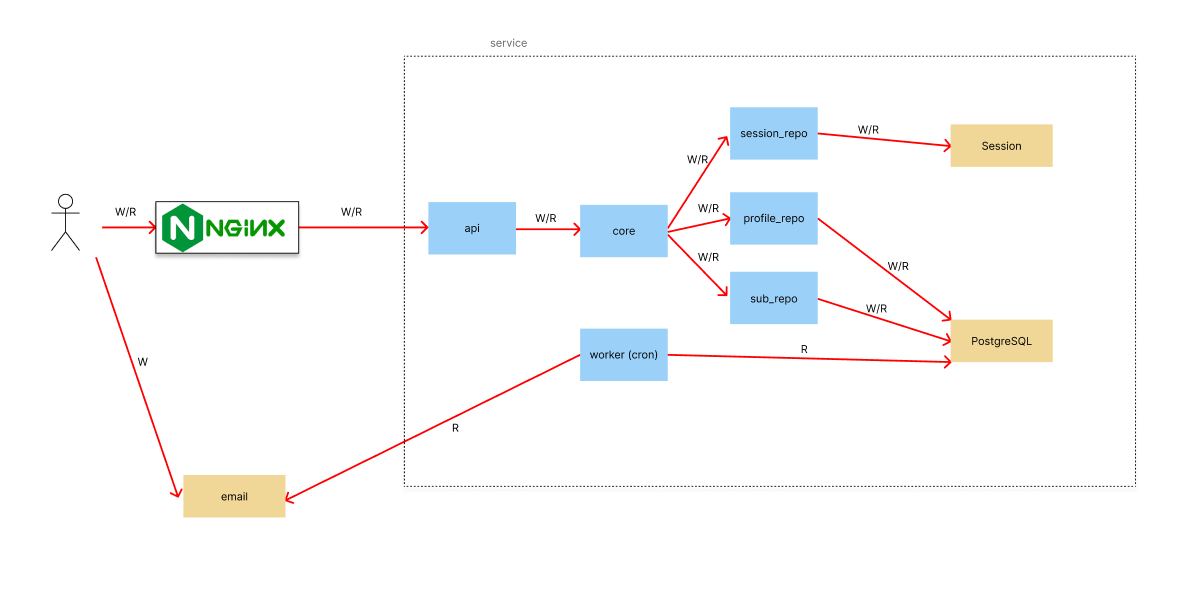 service
session_repo
W/R
Session
W/R
W/R
NGINX
W/R
api
W/R
core
W/R
profile_repo
W/R
W/R
sub_repo
W/R
PostgreSQL
worker (cron)
R
W
R
email